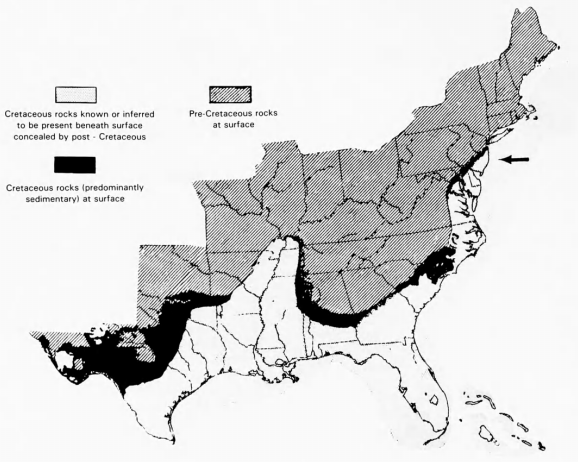 Cretaceous rocks known or inferred
to be present beneath surface
concealed by post - Cretaceous
Pre-Cretaceous rocks
at surface
Cretaceous rocks (predominantly
sedimentary) at surface